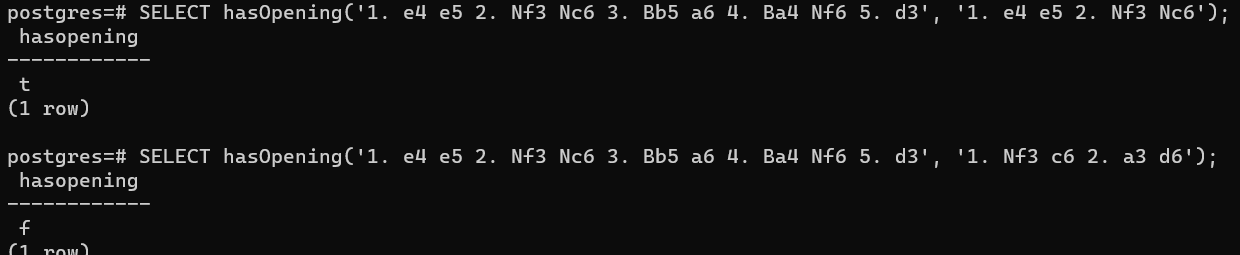 postgres=# SELECT hasOpening('1. e4 e5 2. Nf3 Nc6 3. Bb5 a6 4. Ba4 Nf6 5. d3', '1. e4 e5 2. Nf3 Nc6');
 hasopening
------------
 t
(1 row)
postgres=# SELECT hasOpening('1. e4 e5 2. Nf3 Nc6 3. Bb5 a6 4. Ba4 Nf6 5. d3', '1. Nf3 c6 2. a3 d6');
 hasopening
------------
 f
(1 row)